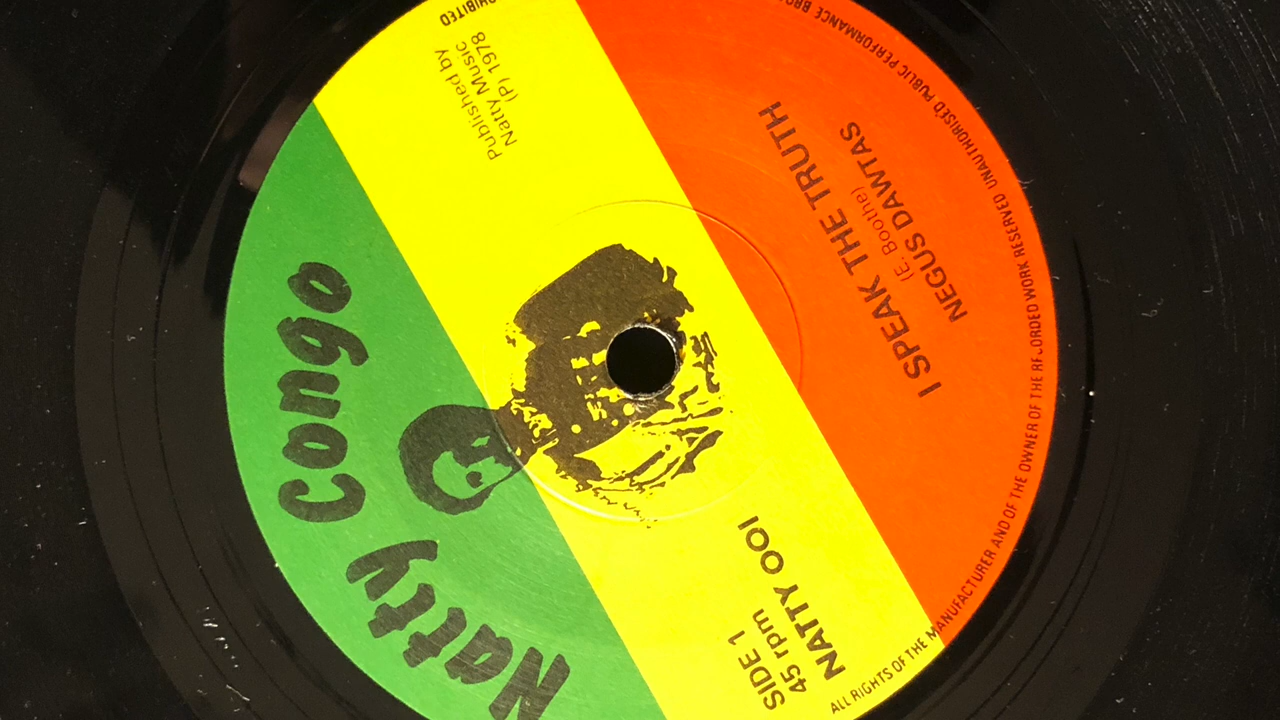 Natty Congo
Published by
Natty Music
(P) 1978
SIDE 1
45 rpm
NATTY 001
I SPEAK THE TRUTH
(E. Boothe)
NEGUS DAWTAS
ALL RIGHTS OF THE MANUFACTURER AND OF THE OWNER OF THE RECORDED WORK RESERVED UNAUTHORISED PUBLIC PERFORMANCE